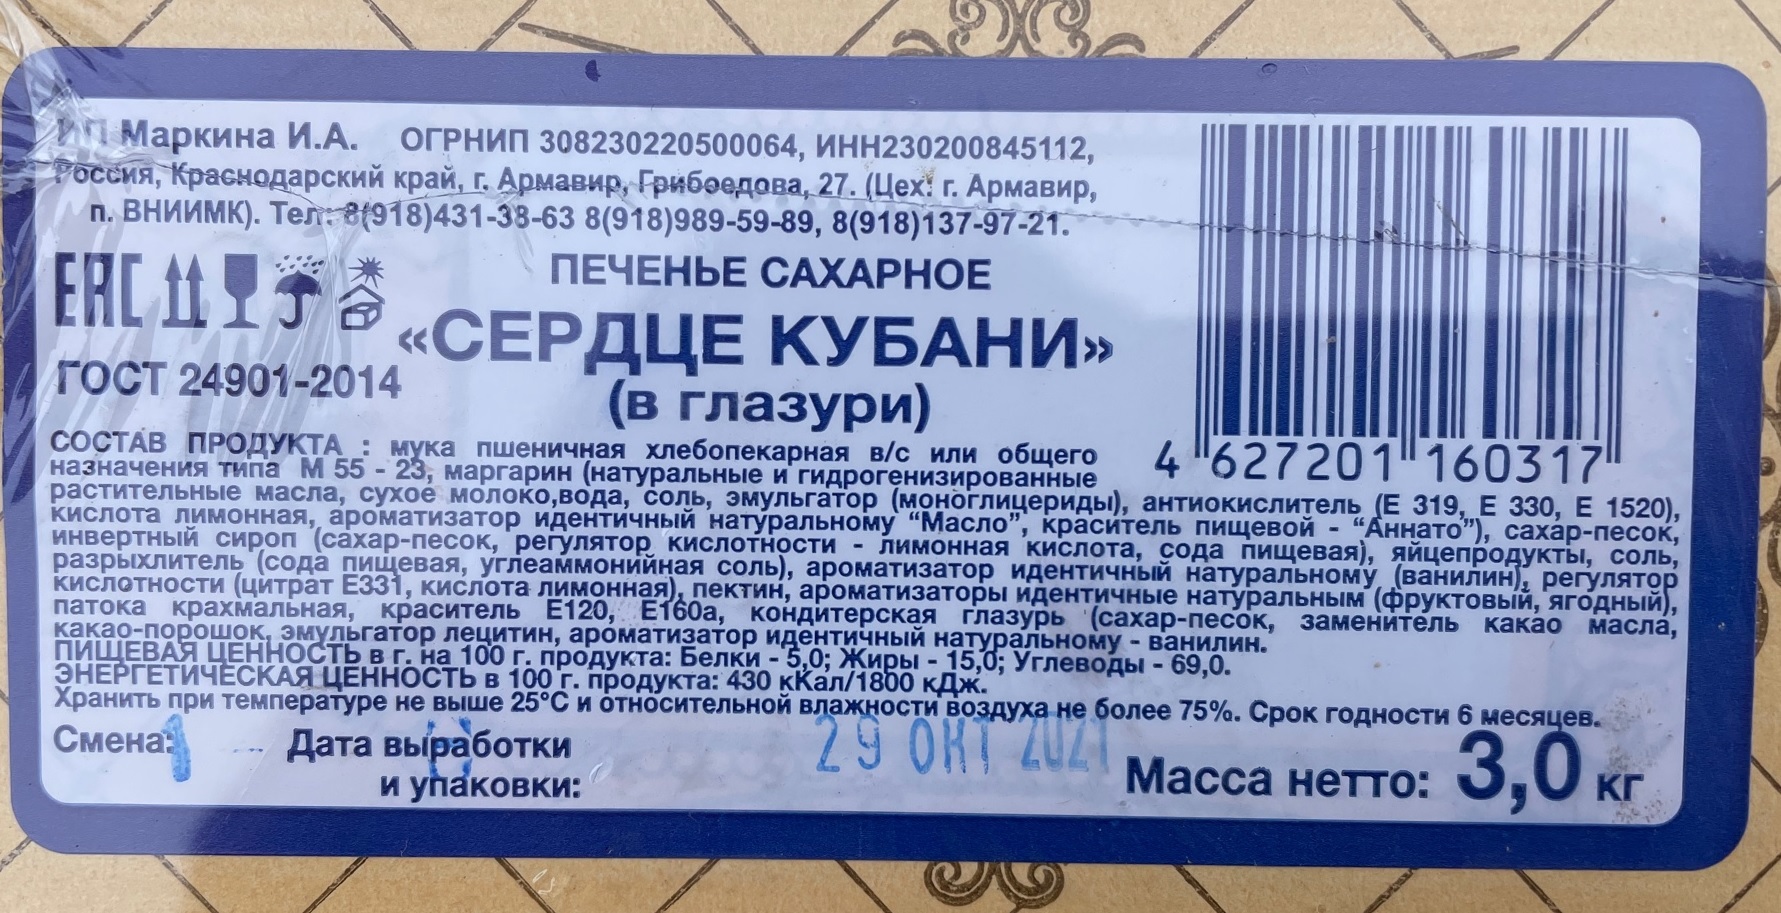 ИП Маркина И.А. ОГРНИП 308230220500064, ИНН230200845112,
Россия, Краснодарский край, г. Армавир, Грибоедова, 27. (Цех: г. Армавир,
п. ВНИИМК). Тел. 8(918)431-38-63 8(918)989-59-89, 8(918)137-97-21.
ЕАС
ПЕЧЕНЬЕ САХАРНОЕ
«СЕРДЦЕ КУБАНИ»
ГОСТ 24901-2014
(в глазури)
4 627201 160317
СОСТАВ ПРОДУКТА : мука пшеничная хлебопекарная в/с или общего
назначения типа М 55 - 23, маргарин (натуральные и гидрогенизированные
растительные масла, сухое молоко,вода, соль, эмульгатор (моноглицериды), антиокислитель (Е 319, Е 330, Е 1520),
кислота лимонная, ароматизатор идентичный натуральному “Масло”, краситель пищевой - “Аннато”), сахар-песок,
инвертный сироп (сахар-песок, регулятор кислотности - лимонная кислота, сода пищевая), яйцепродукты, соль,
разрыхлитель (сода пищевая, углеаммонийная соль), ароматизатор идентичный натуральному (ванилин), регулятор
кислотности (цитрат Е331, кислота лимонная), пектин, ароматизаторы идентичные натуральным (фруктовый, ягодный),
патока крахмальная, краситель Е120, Е160а, кондитерская глазурь (сахар-песок, заменитель какао масла,
какао-порошок, эмульгатор лецитин, ароматизатор идентичный натуральному - ванилин.
ПИЩЕВАЯ ЦЕННОСТЬ в г. на 100 г. продукта: Белки - 5,0; Жиры - 15,0; Углеводы - 69,0.
ЭНЕРГЕТИЧЕСКАЯ ЦЕННОСТЬ в 100 г. продукта: 430 кКал/1800 кДж.
Хранить при температуре не выше 25°С и относительной влажности воздуха не более 75%. Срок годности 6 месяцев.
Смена: 1 Дата выработки 29 ОКТ 2021
и упаковки:
Масса нетто: 3,0 кг